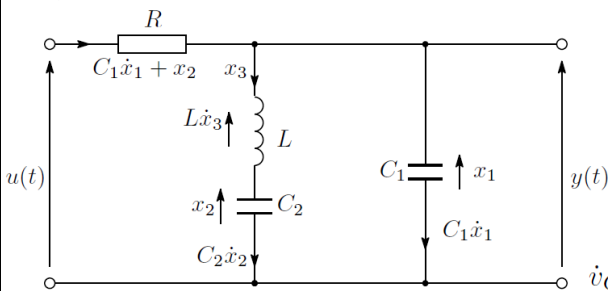 R
C₁ẋ₁ + x₂
x₃
Lẋ₃
L
u(t)
C₁
x₁
y(t)
x₂
C₂
C₁ẋ₁
C₂ẋ₂